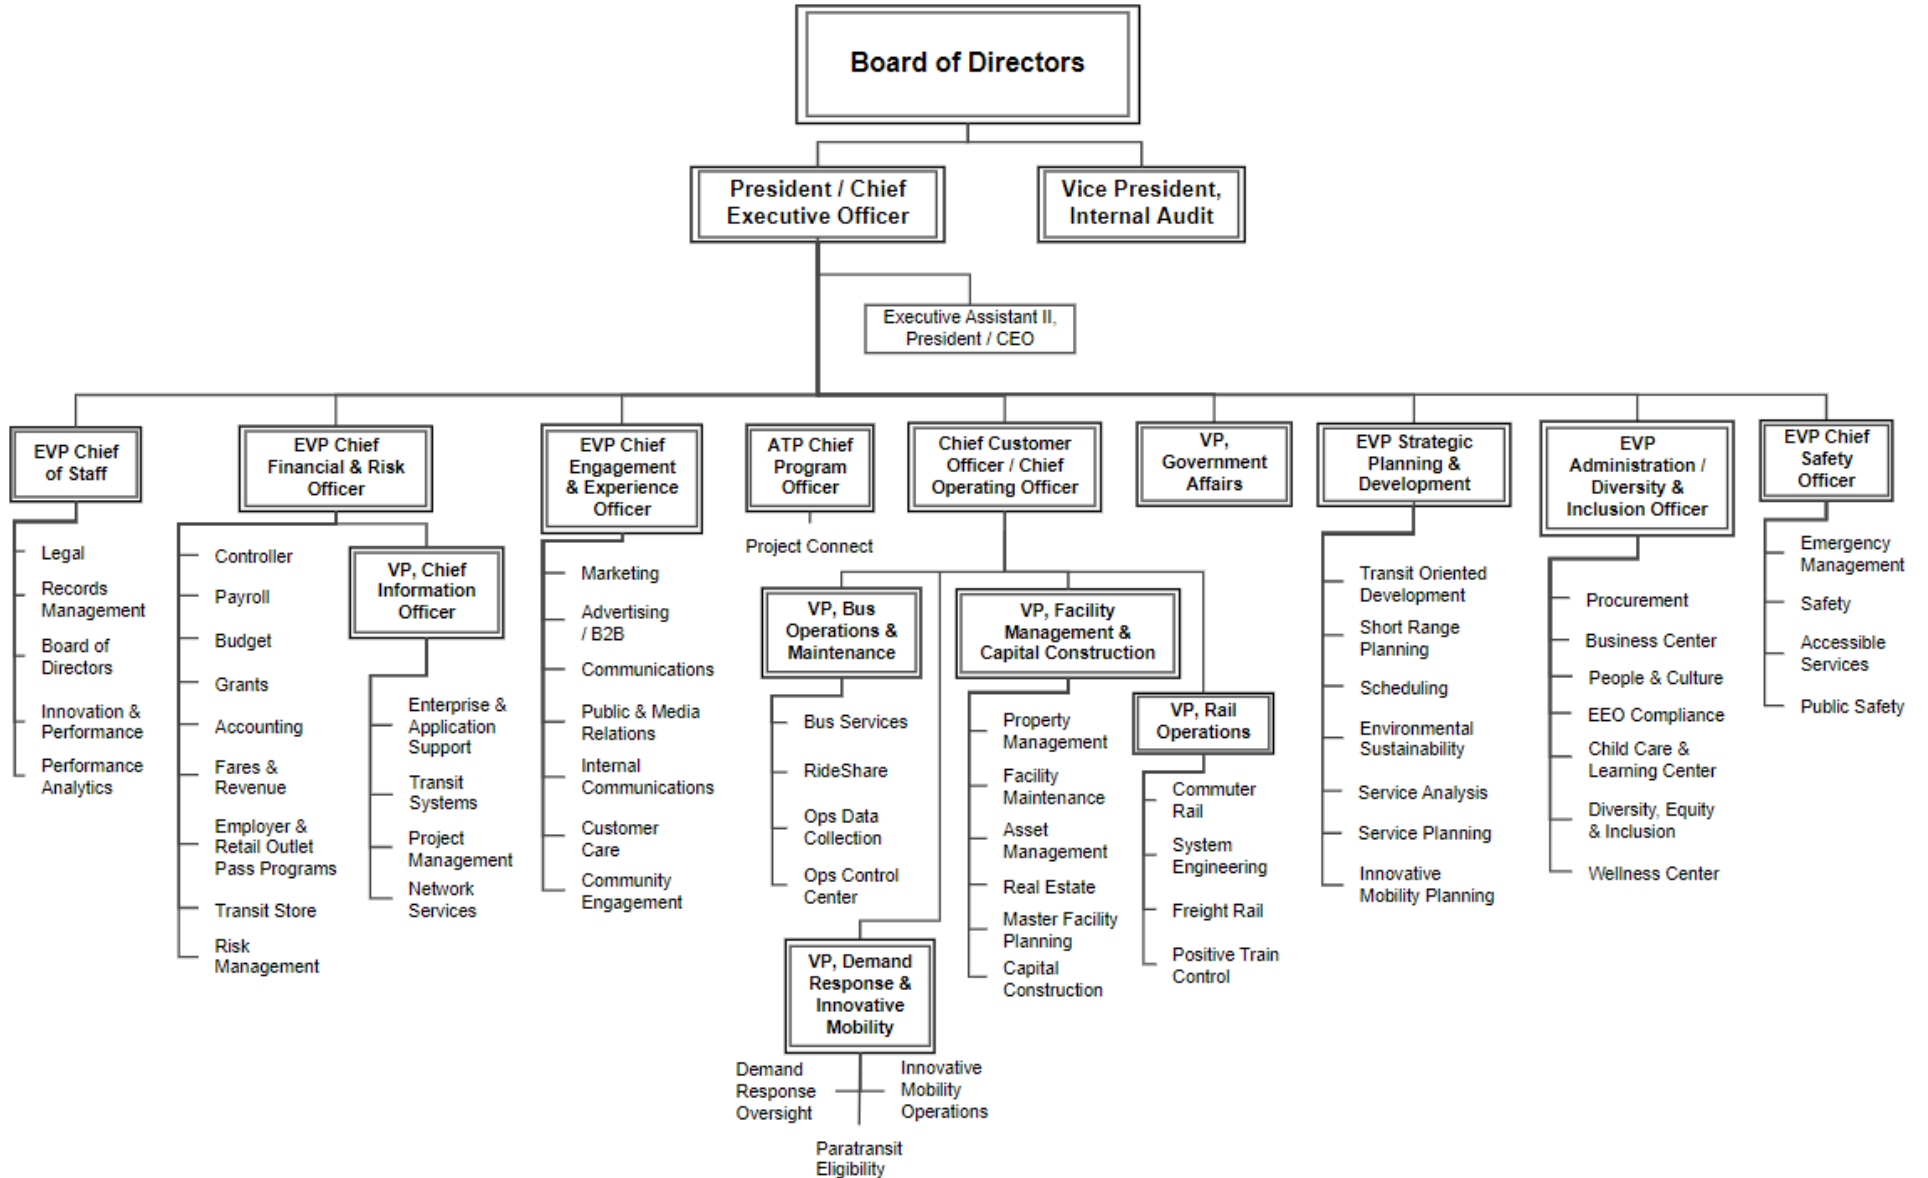 Board of Directors
President / Chief
Executive Officer
Vice President,
Internal Audit
Executive Assistant II,
President / CEO
EVP Chief
of Staff
Legal
Records
Management
Board of
Directors
Innovation &
Performance
Performance
Analytics
EVP Chief
Financial & Risk
Officer
Controller
Payroll
Budget
Grants
Accounting
Fares &
Revenue
Employer &
Retail Outlet
Pass Programs
Transit Store
Risk
Management
VP, Chief
Information
Officer
Enterprise &
Application
Support
Transit
Systems
Project
Management
Network
Services
EVP Chief
Engagement
& Experience
Officer
Marketing
Advertising
/ B2B
Communications
Public & Media
Relations
Internal
Communications
Customer
Care
Community
Engagement
ATP Chief
Program
Officer
Project Connect
Chief Customer
Officer / Chief
Operating Officer
VP, Bus
Operations &
Maintenance
Bus Services
RideShare
Ops Data
Collection
Ops Control
Center
VP, Demand
Response &
Innovative
Mobility
Demand
Response
Oversight
Innovative
Mobility
Operations
Paratransit
Eligibility
VP, Facility
Management &
Capital Construction
Property
Management
Facility
Maintenance
Asset
Management
Real Estate
Master Facility
Planning
Capital
Construction
VP, Rail
Operations
Commuter
Rail
System
Engineering
Freight Rail
Positive Train
Control
VP,
Government
Affairs
EVP Strategic
Planning &
Development
Transit Oriented
Development
Short Range
Planning
Scheduling
Environmental
Sustainability
Service Analysis
Service Planning
Innovative
Mobility Planning
EVP
Administration /
Diversity &
Inclusion Officer
Procurement
Business Center
People & Culture
EEO Compliance
Child Care &
Learning Center
Diversity, Equity
& Inclusion
Wellness Center
EVP Chief
Safety
Officer
Emergency
Management
Safety
Accessible
Services
Public Safety